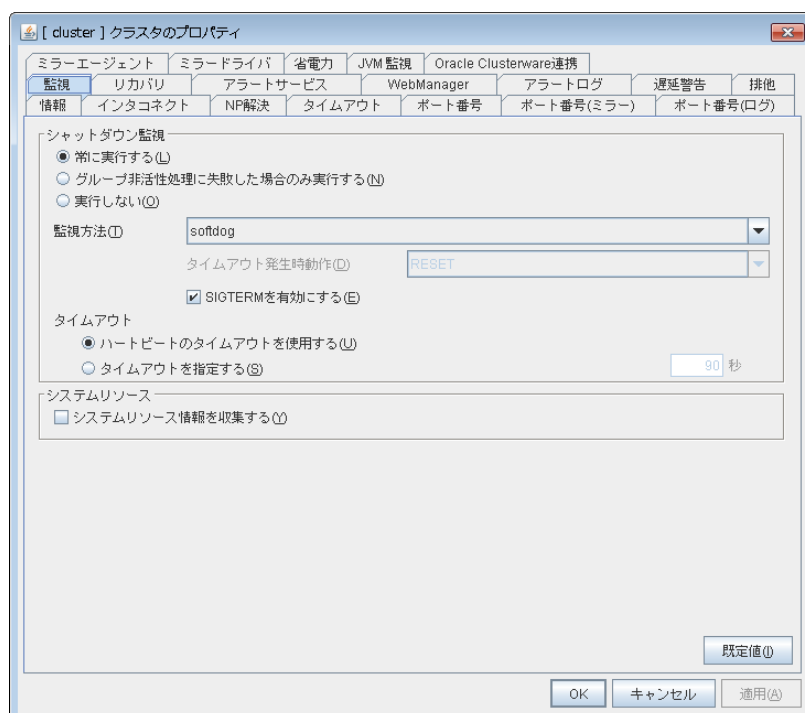 [ cluster ] クラスタのプロパティ
ミラーエージェント ミラードライバ 省電力 JVM 監視 Oracle Clusterware連携
監視 リカバリ アラートサービス WebManager アラートログ 遅延警告 排他
情報 インタコネクト NP解決 タイムアウト ポート番号 ポート番号(ミラー) ポート番号(ログ)
シャットダウン監視
常に実行する(L)
グループ非活性処理に失敗した場合のみ実行する(N)
実行しない(O)
監視方法(T) softdog
タイムアウト発生時動作(D) RESET
SIGTERMを有効にする(E)
タイムアウト
ハートビートのタイムアウトを使用する(U)
タイムアウトを指定する(S) 90 秒
システムリソース
システムリソース情報を収集する(Y)
既定値(I)
OK キャンセル 適用(A)